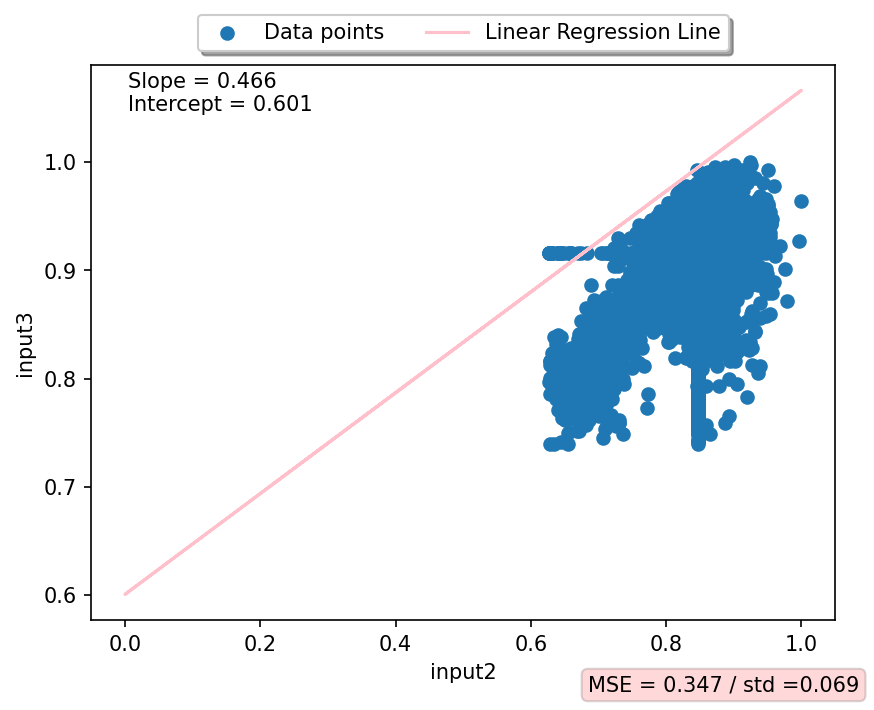 Data points
Linear Regression Line
Slope = 0.466
Intercept = 0.601
input3
1.0
0.9
0.8
0.7
0.6
0.0
0.2
0.4
0.6
0.8
1.0
input2
MSE = 0.347 / std =0.069